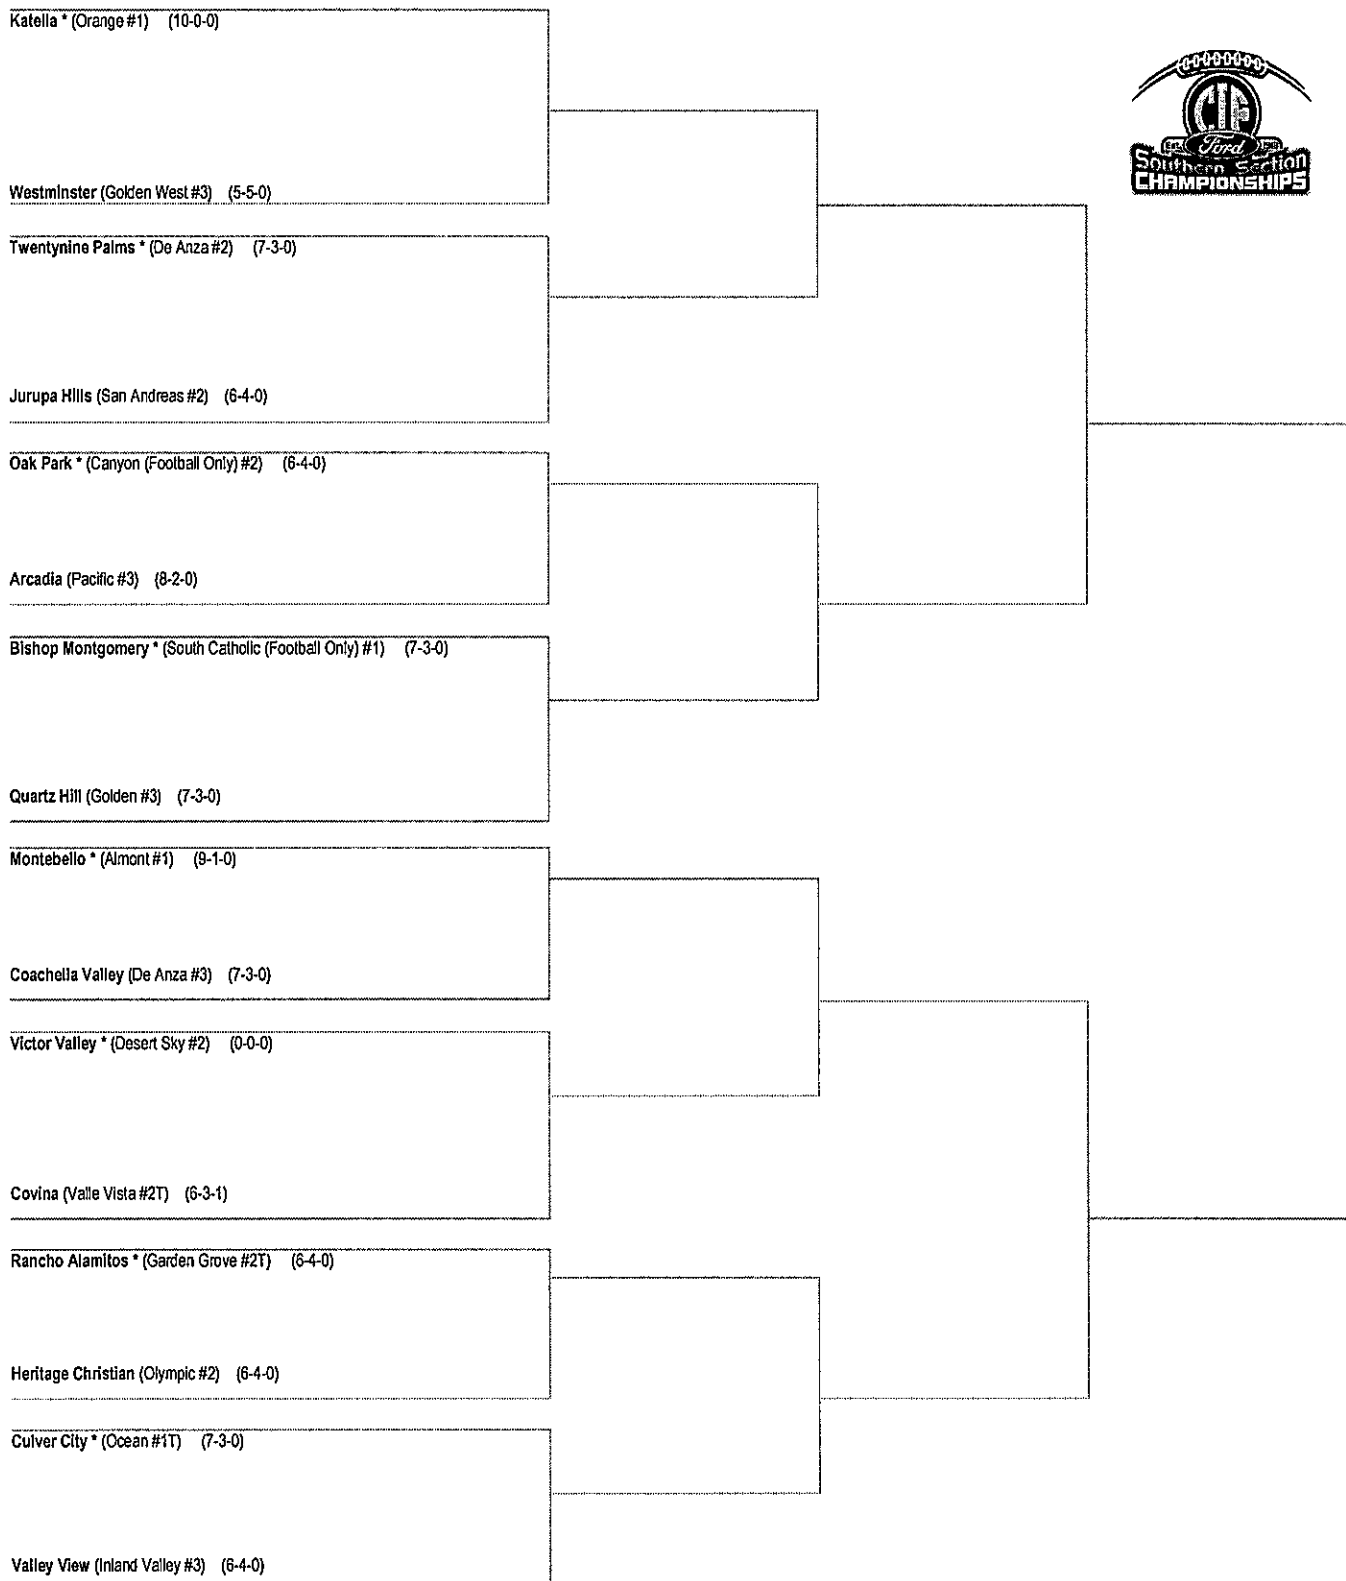 Katella * (Orange #1) (10-0-0)
CIF
Ford
Southern Section
CHAMPIONSHIPS
Westminster (Golden West #3) (5-5-0)
Twentynine Palms * (De Anza #2) (7-3-0)
Jurupa Hills (San Andreas #2) (6-4-0)
Oak Park * (Canyon (Football Only) #2) (6-4-0)
Arcadia (Pacific #3) (8-2-0)
Bishop Montgomery * (South Catholic (Football Only) #1) (7-3-0)
Quartz Hill (Golden #3) (7-3-0)
Montebello * (Almont #1) (9-1-0)
Coachella Valley (De Anza #3) (7-3-0)
Victor Valley * (Desert Sky #2) (0-0-0)
Covina (Valle Vista #2T) (6-3-1)
Rancho Alamitos * (Garden Grove #2T) (6-4-0)
Heritage Christian (Olympic #2) (6-4-0)
Culver City * (Ocean #1T) (7-3-0)
Valley View (Inland Valley #3) (6-4-0)